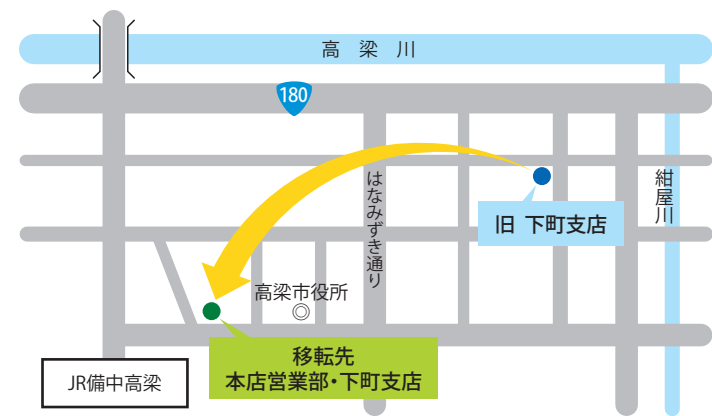 高梁川
180
はなみずき通り
紺屋川
旧 下町支店
高梁市役所
移転先
本店営業部・下町支店
JR備中高梁